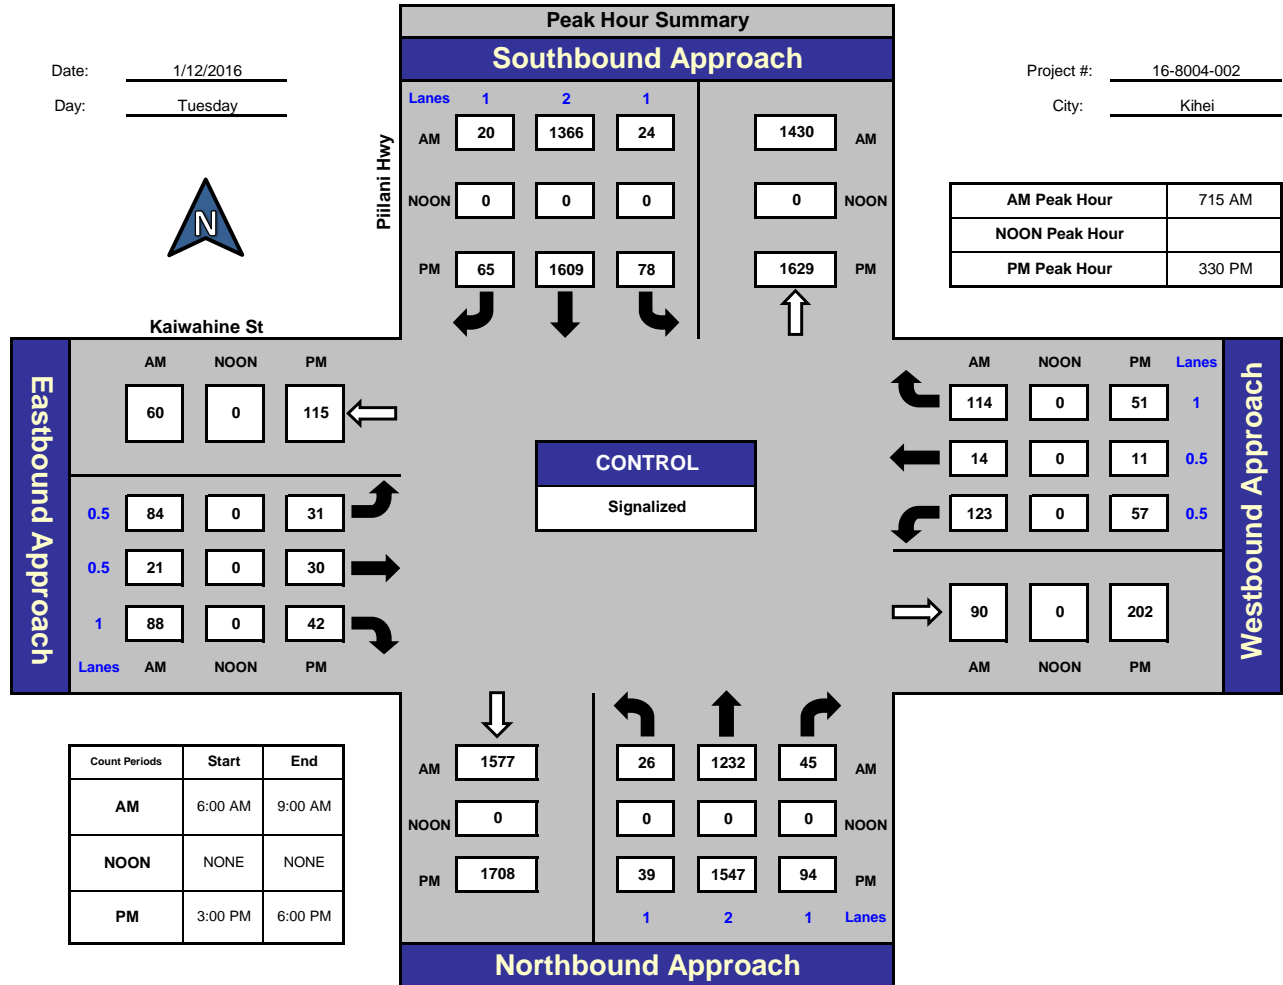 Peak Hour Summary
Southbound Approach
Date: 1/12/2016
Day: Tuesday
Project #: 16-8004-002
City: Kihei
N
Piilani Hwy
Lanes 1 2 1
AM 20 1366 24 1430 AM
NOON 0 0 0 0 NOON
PM 65 1609 78 1629 PM
AM Peak Hour 715 AM
NOON Peak Hour
PM Peak Hour 330 PM
Kaiwahine St
Eastbound Approach
AM NOON PM
60 0 115
0.5 84 0 31
0.5 21 0 30
1 88 0 42
Lanes AM NOON PM
CONTROL
Signalized
AM NOON PM Lanes
114 0 51 1
14 0 11 0.5
123 0 57 0.5
90 0 202
AM NOON PM
Westbound Approach
Count Periods Start End
AM 6:00 AM 9:00 AM
NOON NONE NONE
PM 3:00 PM 6:00 PM
AM 1577 26 1232 45 AM
NOON 0 0 0 0 NOON
PM 1708 39 1547 94 PM
1 2 1 Lanes
Northbound Approach